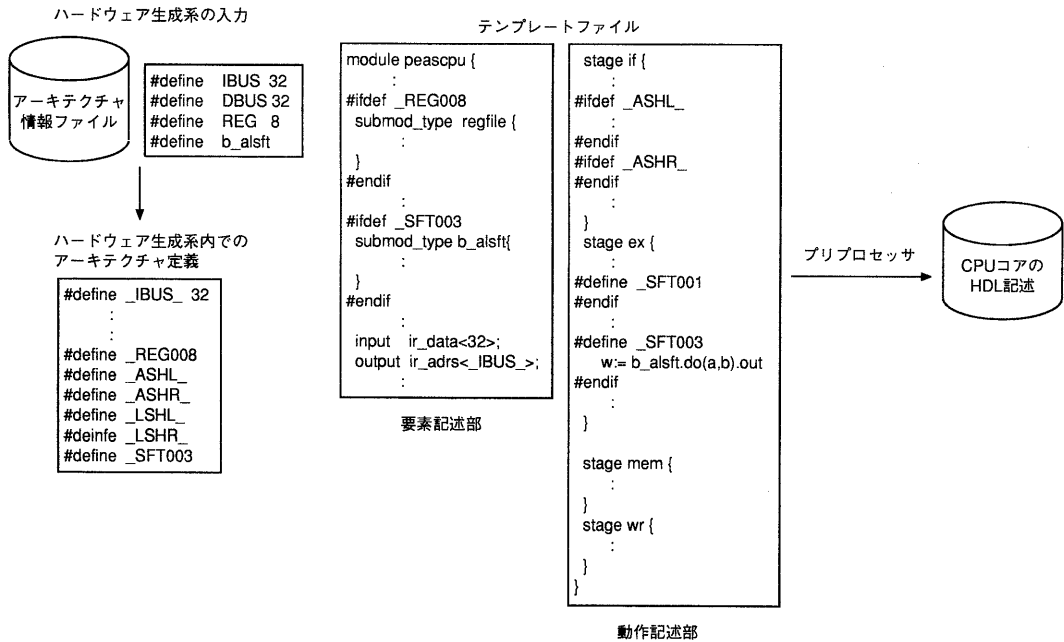 ハードウェア生成系の入力
アーキテクチャ
情報ファイル
#define IBUS 32
#define DBUS 32
#define REG 8
#define b_alsft
ハードウェア生成系内での
アーキテクチャ定義
#define _IBUS_ 32
:
:
#define _REG008
#define _ASHL_
#define _ASHR_
#define _LSHL_
#deinfe _LSHR_
#define _SFT003
テンプレートファイル
module peascpu {
:
#ifdef _REG008
submod_type regfile {
:
}
#endif
:
#ifdef _SFT003
submod_type b_alsft{
:
}
#endif
:
input ir_data<32>;
output ir_adrs<_IBUS_>;
:
要素記述部
stage if {
:
#ifdef _ASHL_
:
#endif
#ifdef _ASHR_
#endif
:
}
stage ex {
:
#define _SFT001
#endif
:
#define _SFT003
w:= b_alsft.do(a,b).out
#endif
:
}
stage mem {
:
}
stage wr {
:
}
}
動作記述部
プリプロセッサ
CPUコアの
HDL記述